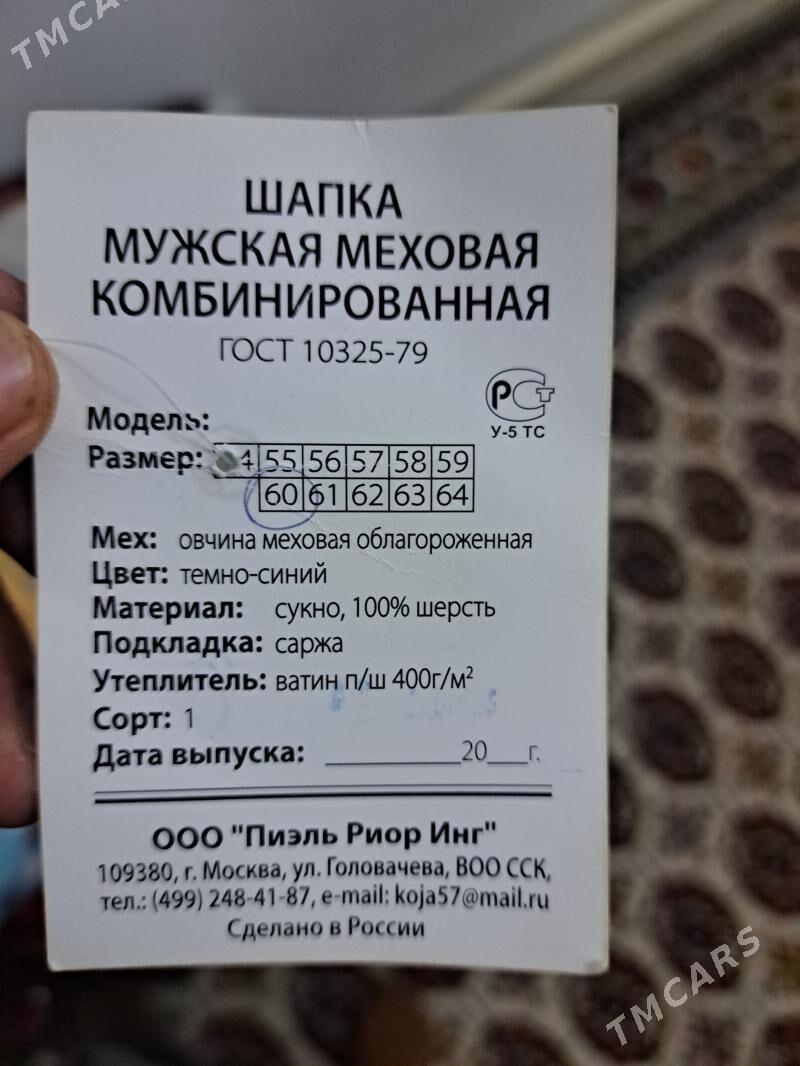 TMCARS
ШАПКА
МУЖСКАЯ МЕХОВАЯ
КОМБИНИРОВАННАЯ
ГОСТ 10325-79
РСТ
У-5 ТС
Модель:
Размер: 4 55 56 57 58 59
60 61 62 63 64
Мех: овчина меховая облагороженная
Цвет: темно-синий
Материал: сукно, 100% шерсть
Подкладка: саржа
Утеплитель: ватин п/ш 400г/м²
Сорт: 1
Дата выпуска: __________20___г.
ООО "Пиэль Риор Инг"
109380, г. Москва, ул. Головачева, ВОО ССК,
тел.: (499) 248-41-87, e-mail: koja57@mail.ru
Сделано в России
TMCARS